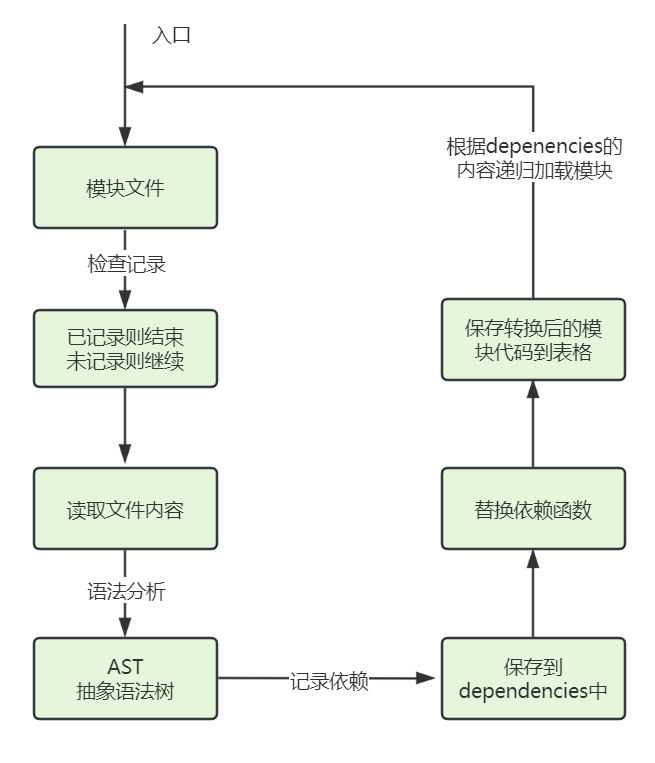 入口
模块文件
检查记录
已记录则结束
未记录则继续
读取文件内容
语法分析
AST
抽象语法树
记录依赖
保存到
dependencies中
替换依赖函数
保存转换后的模
块代码到表格
根据depenencies的
内容递归加载模块